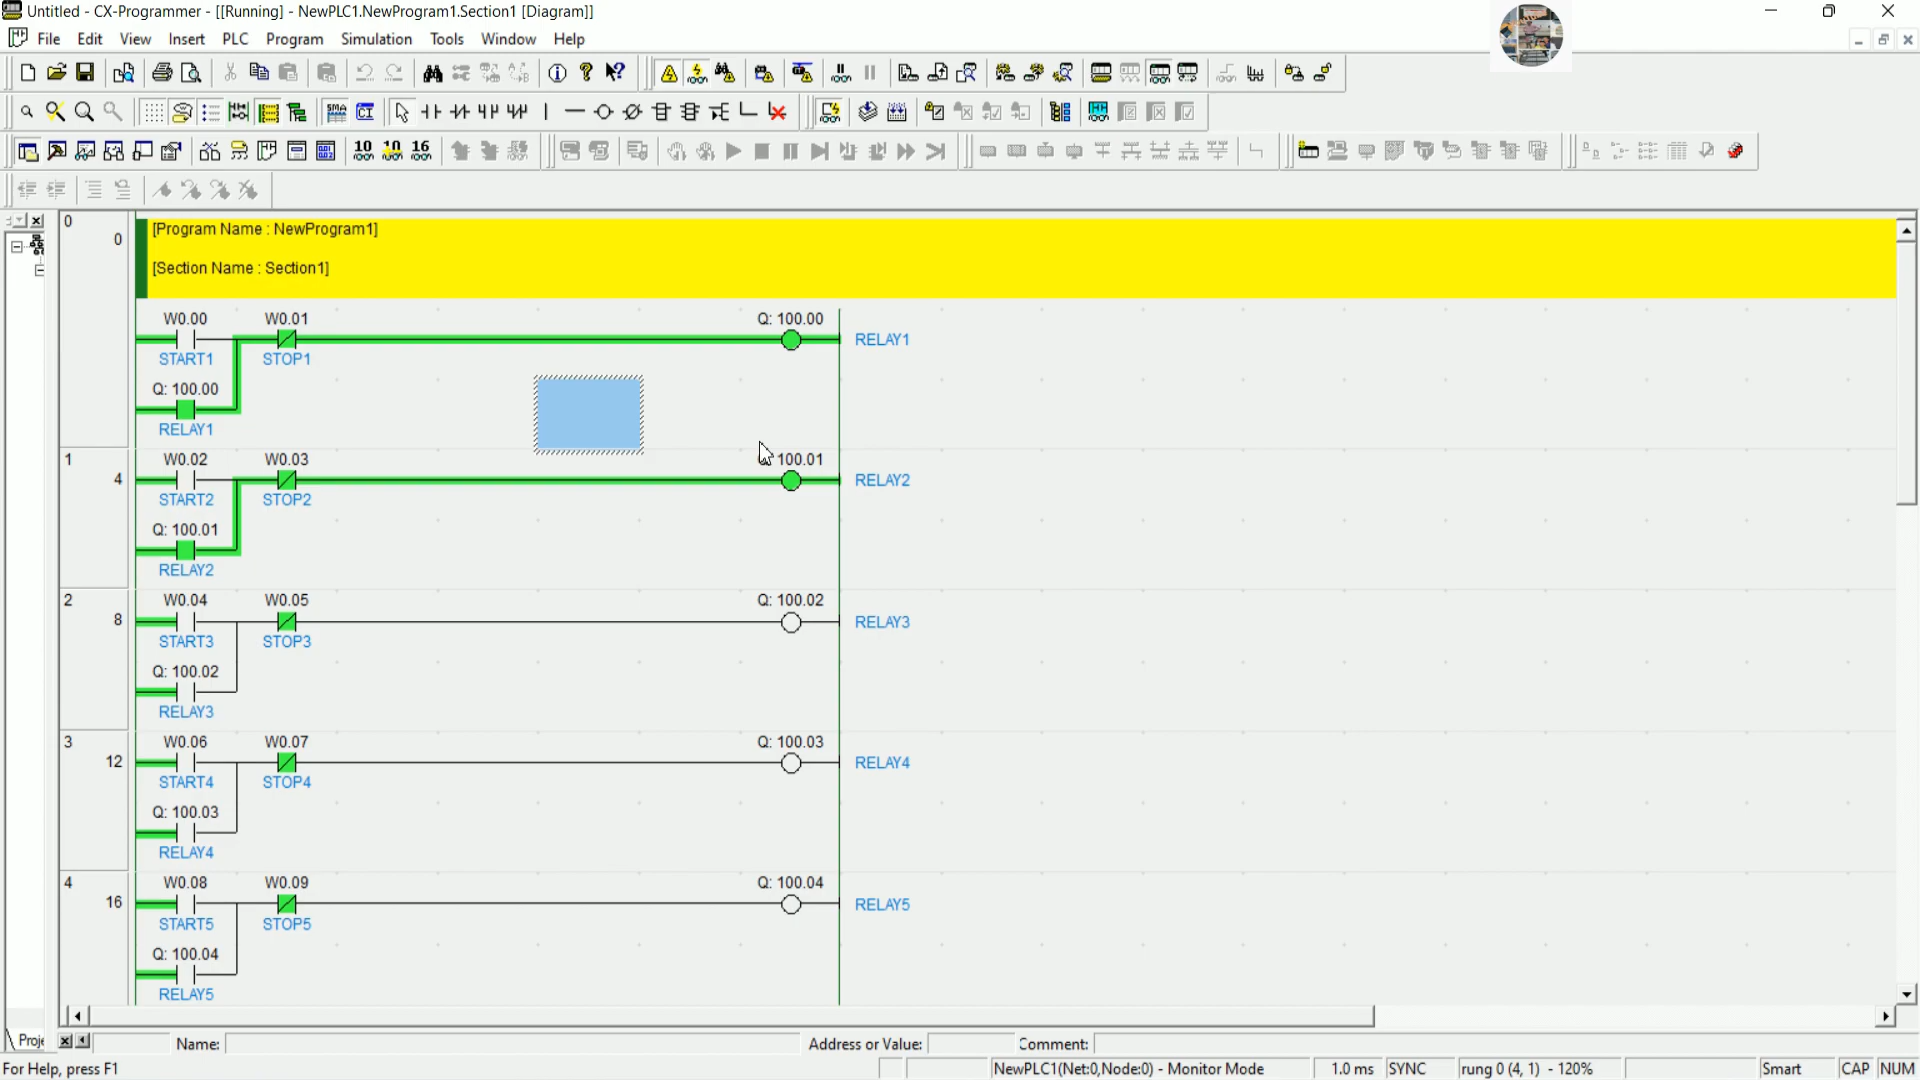 Untitled - CX-Programmer - [[Running] - NewPLC1.NewProgram1.Section1 [Diagram]]
File Edit View Insert PLC Program Simulation Tools Window Help
SMA CI
10 10 16
0 0 [Program Name : NewProgram1]
[Section Name : Section1]
W0.00 W0.01 Q: 100.00
RELAY1
START1 STOP1
Q: 100.00
RELAY1
1 W0.02 W0.03 100.01
4 RELAY2
START2 STOP2
Q: 100.01
RELAY2
2 W0.04 W0.05 Q: 100.02
8 RELAY3
START3 STOP3
Q: 100.02
RELAY3
3 W0.06 W0.07 Q: 100.03
12 RELAY4
START4 STOP4
Q: 100.03
RELAY4
4 W0.08 W0.09 Q: 100.04
16 RELAY5
START5 STOP5
Q: 100.04
RELAY5
Proje Name: Address or Value: Comment:
For Help, press F1 NewPLC1(Net:0,Node:0) - Monitor Mode 1.0 ms SYNC rung 0 (4, 1) - 120% Smart CAP NUM